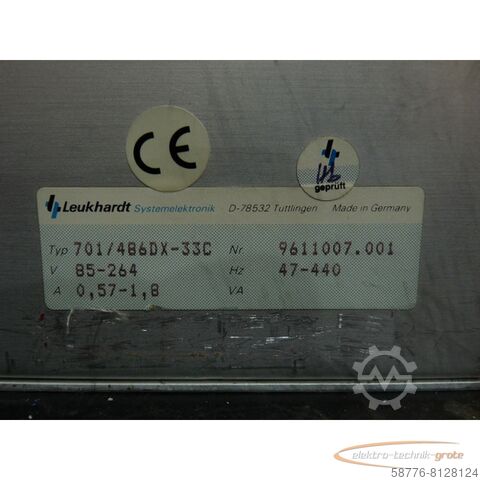 CE
geprüft
Leukhardt Systemelektronik D-78532 Tuttlingen Made in Germany
Typ 701/486DX-33C Nr. 9611007.001
V 85-264 Hz 47-440
A 0,57-1,8 VA
elektro-technik-grote
58776-8128124